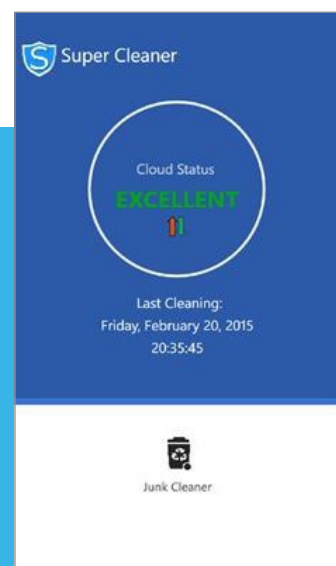 Super Cleaner
Cloud Status
EXCELLENT
Last Cleaning:
Friday, February 20, 2015
20:35:45
Junk Cleaner